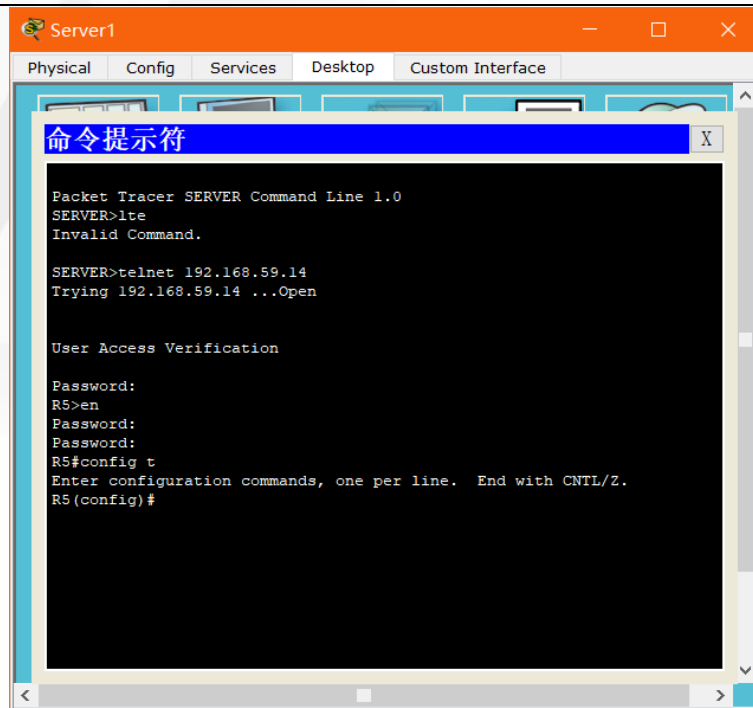 Server1
Physical Config Services Desktop Custom Interface
命令提示符 X
Packet Tracer SERVER Command Line 1.0
SERVER>lte
Invalid Command.
SERVER>telnet 192.168.59.14
Trying 192.168.59.14 ...Open
User Access Verification
Password:
R5>en
Password:
Password:
R5#config t
Enter configuration commands, one per line.  End with CNTL/Z.
R5(config)#